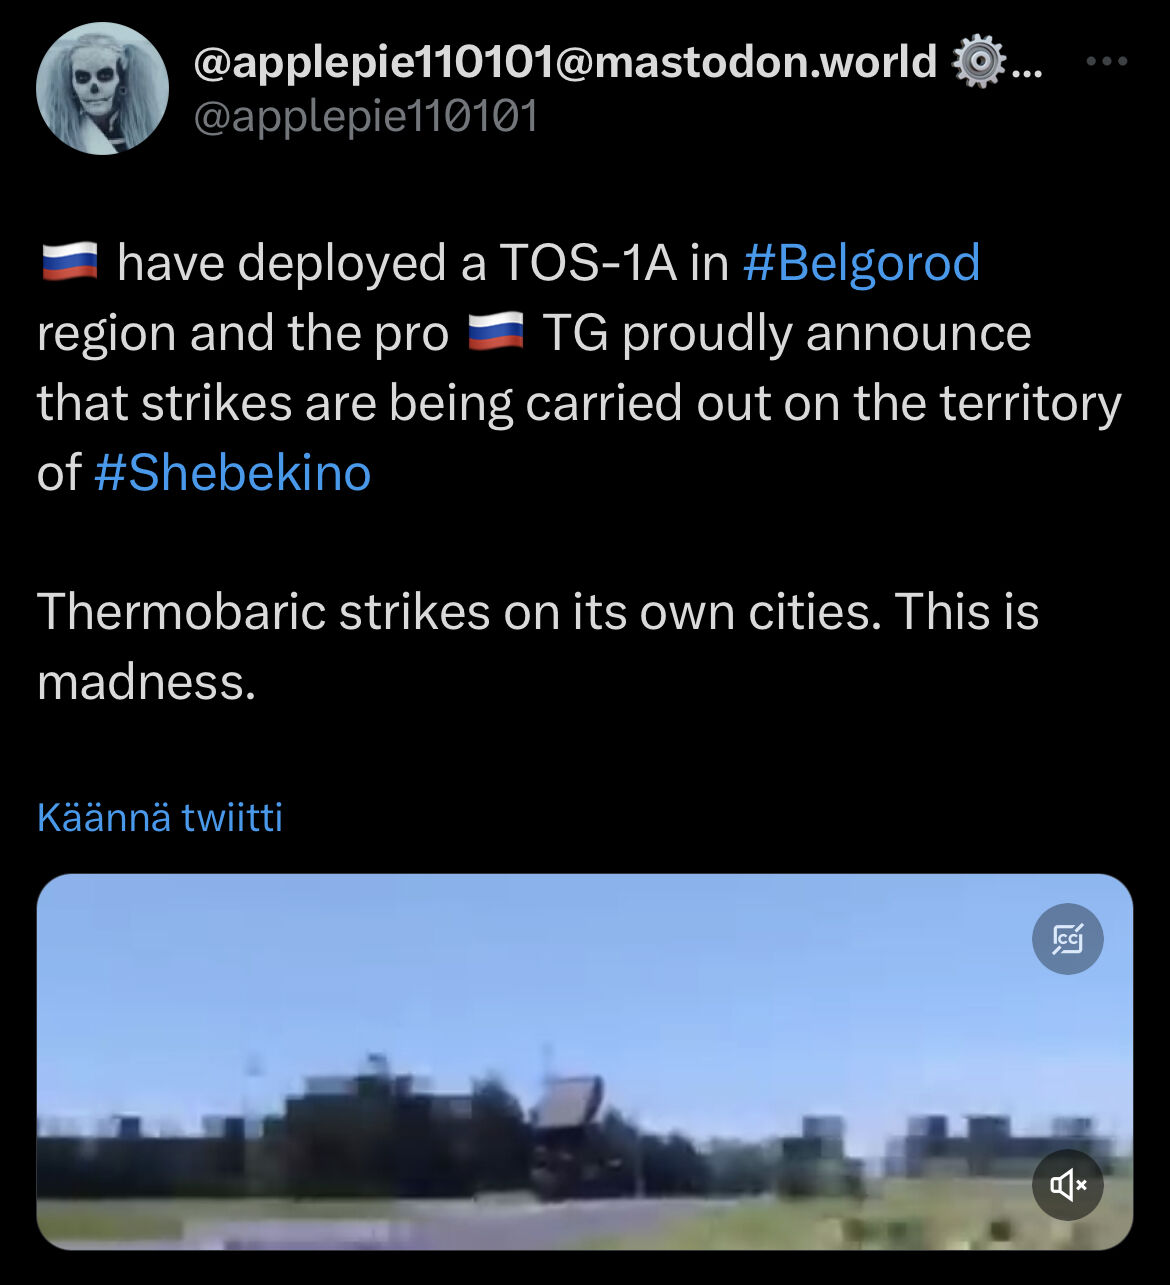 @applepie110101@mastodon.world ⚙️...
@applepie110101
🇷🇺 have deployed a TOS-1A in #Belgorod
region and the pro 🇷🇺 TG proudly announce
that strikes are being carried out on the territory
of #Shebekino
Thermobaric strikes on its own cities. This is
madness.
Käännä twiitti
CC